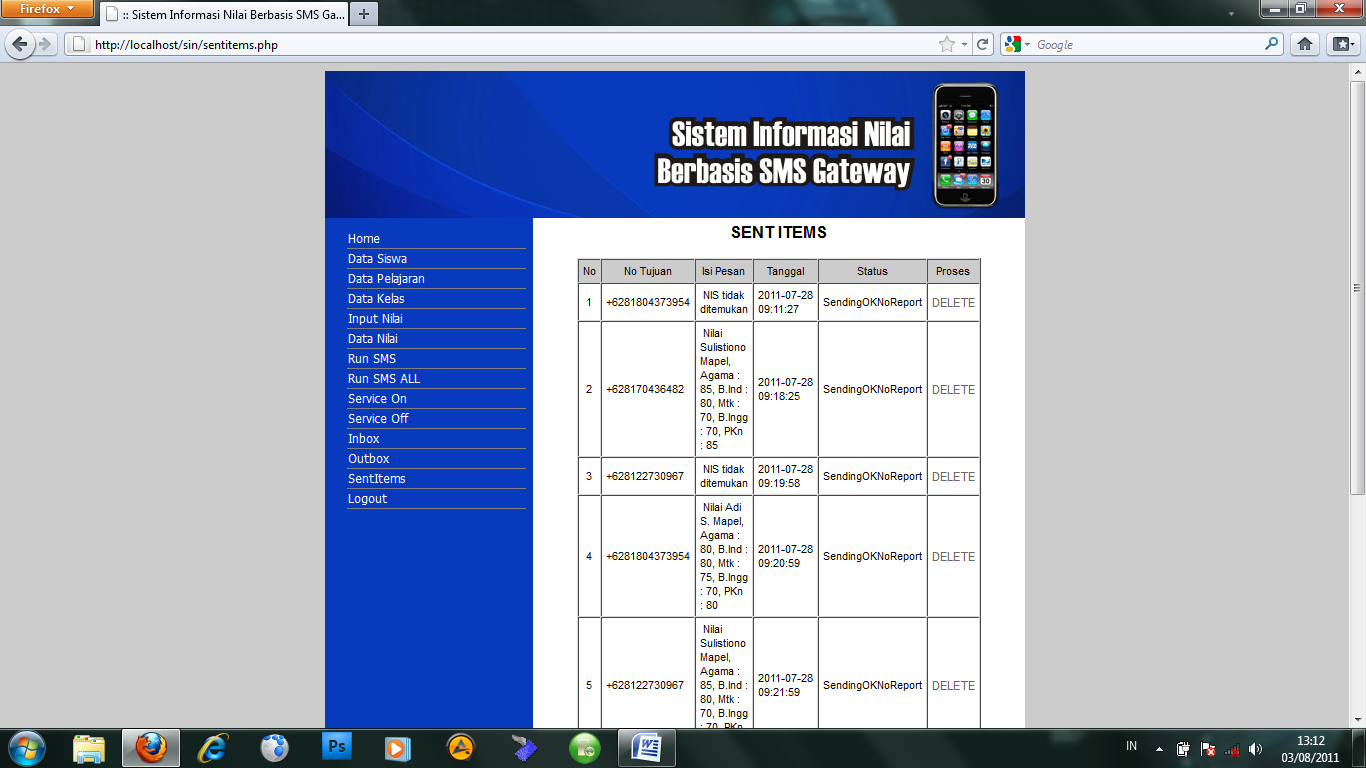 Firefox
:: Sistem Informasi Nilai Berbasis SMS Ga...
http://localhost/sin/sentitems.php
Google
Sistem Informasi Nilai
Berbasis SMS Gateway
Home
Data Siswa
Data Pelajaran
Data Kelas
Input Nilai
Data Nilai
Run SMS
Run SMS ALL
Service On
Service Off
Inbox
Outbox
SentItems
Logout
SENT ITEMS
No No Tujuan Isi Pesan Tanggal Status Proses
1 +6281804373954 NIS tidak
ditemukan
2011-07-28
09:11:27
SendingOKNoReport DELETE
2 +628170436482
Nilai
Sulistiono
Mapel,
Agama :
85, B.Ind :
80, Mtk :
70, B.Ingg
: 70, PKn
: 85
2011-07-28
09:18:25
SendingOKNoReport DELETE
3 +628122730967 NIS tidak
ditemukan
2011-07-28
09:19:58
SendingOKNoReport DELETE
4 +6281804373954
Nilai Adi
S. Mapel,
Agama :
80, B.Ind :
80, Mtk :
75, B.Ingg
: 70, PKn
: 80
2011-07-28
09:20:59
SendingOKNoReport DELETE
5 +628122730967
Nilai
Sulistiono
Mapel,
Agama :
85, B.Ind :
80, Mtk :
70, B.Ingg
: 70, PKn
2011-07-28
09:21:59
SendingOKNoReport DELETE
Ps
IN
13:12
03/08/2011